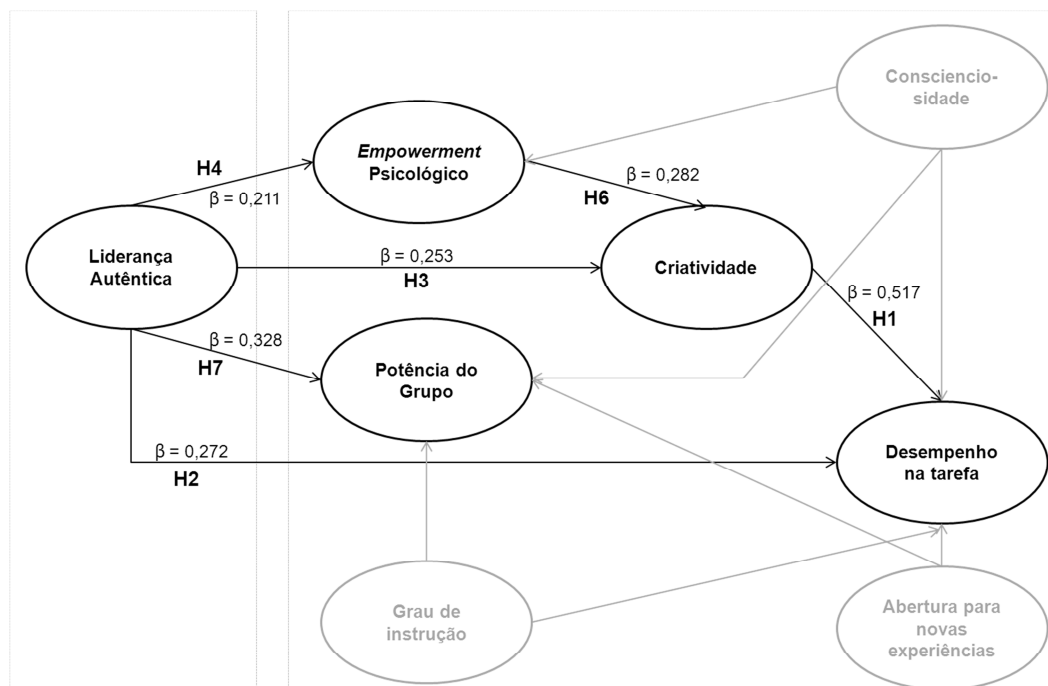 Consciencio-
sidade
Empowerment
Psicológico
H4
β = 0,211
β = 0,282
H6
Liderança
Autêntica
β = 0,253
H3
Criatividade
β = 0,517
H1
β = 0,328
H7
Potência do
Grupo
β = 0,272
H2
Desempenho
na tarefa
Grau de
instrução
Abertura para
novas
experiências